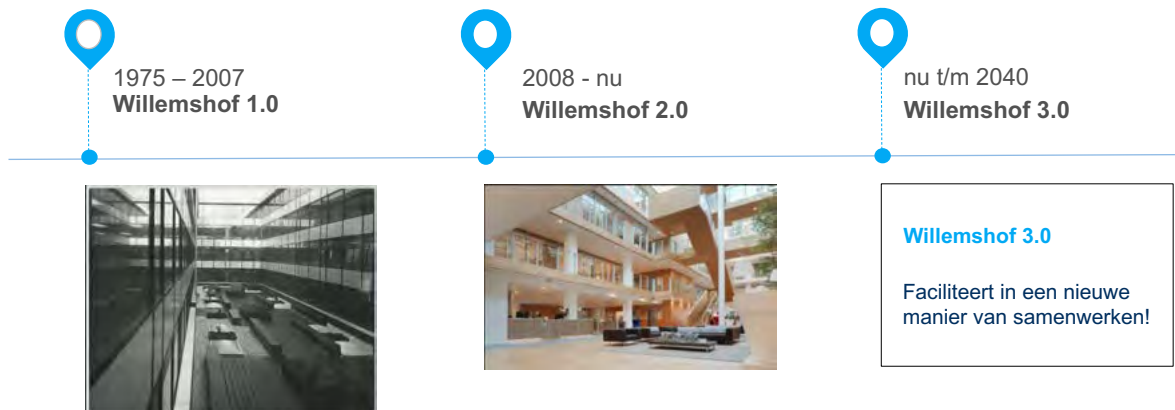 1975 – 2007
Willemshof 1.0
2008 - nu
Willemshof 2.0
nu t/m 2040
Willemshof 3.0
Willemshof 3.0
Faciliteert in een nieuwe
manier van samenwerken!